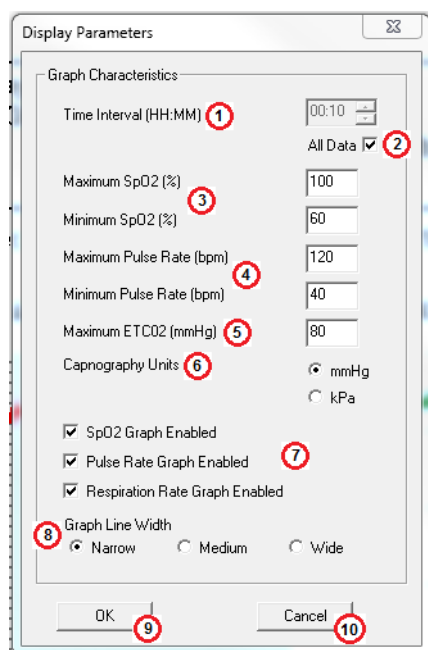 Display Parameters
Graph Characteristics
Time Interval (HH:MM) 1 00:10
All Data 2
Maximum SpO2 (%) 100
3
Minimum SpO2 (%) 60
Maximum Pulse Rate (bpm) 120
4
Minimum Pulse Rate (bpm) 40
Maximum ETCO2 (mmHg) 5 80
Capnography Units 6 mmHg
kPa
SpO2 Graph Enabled
Pulse Rate Graph Enabled 7
Respiration Rate Graph Enabled
Graph Line Width
8 Narrow Medium Wide
OK 9 Cancel 10